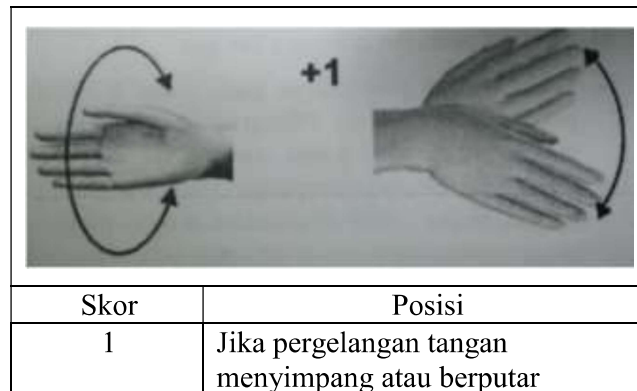 +1
Skor Posisi
1 Jika pergelangan tangan
menyimpang atau berputar